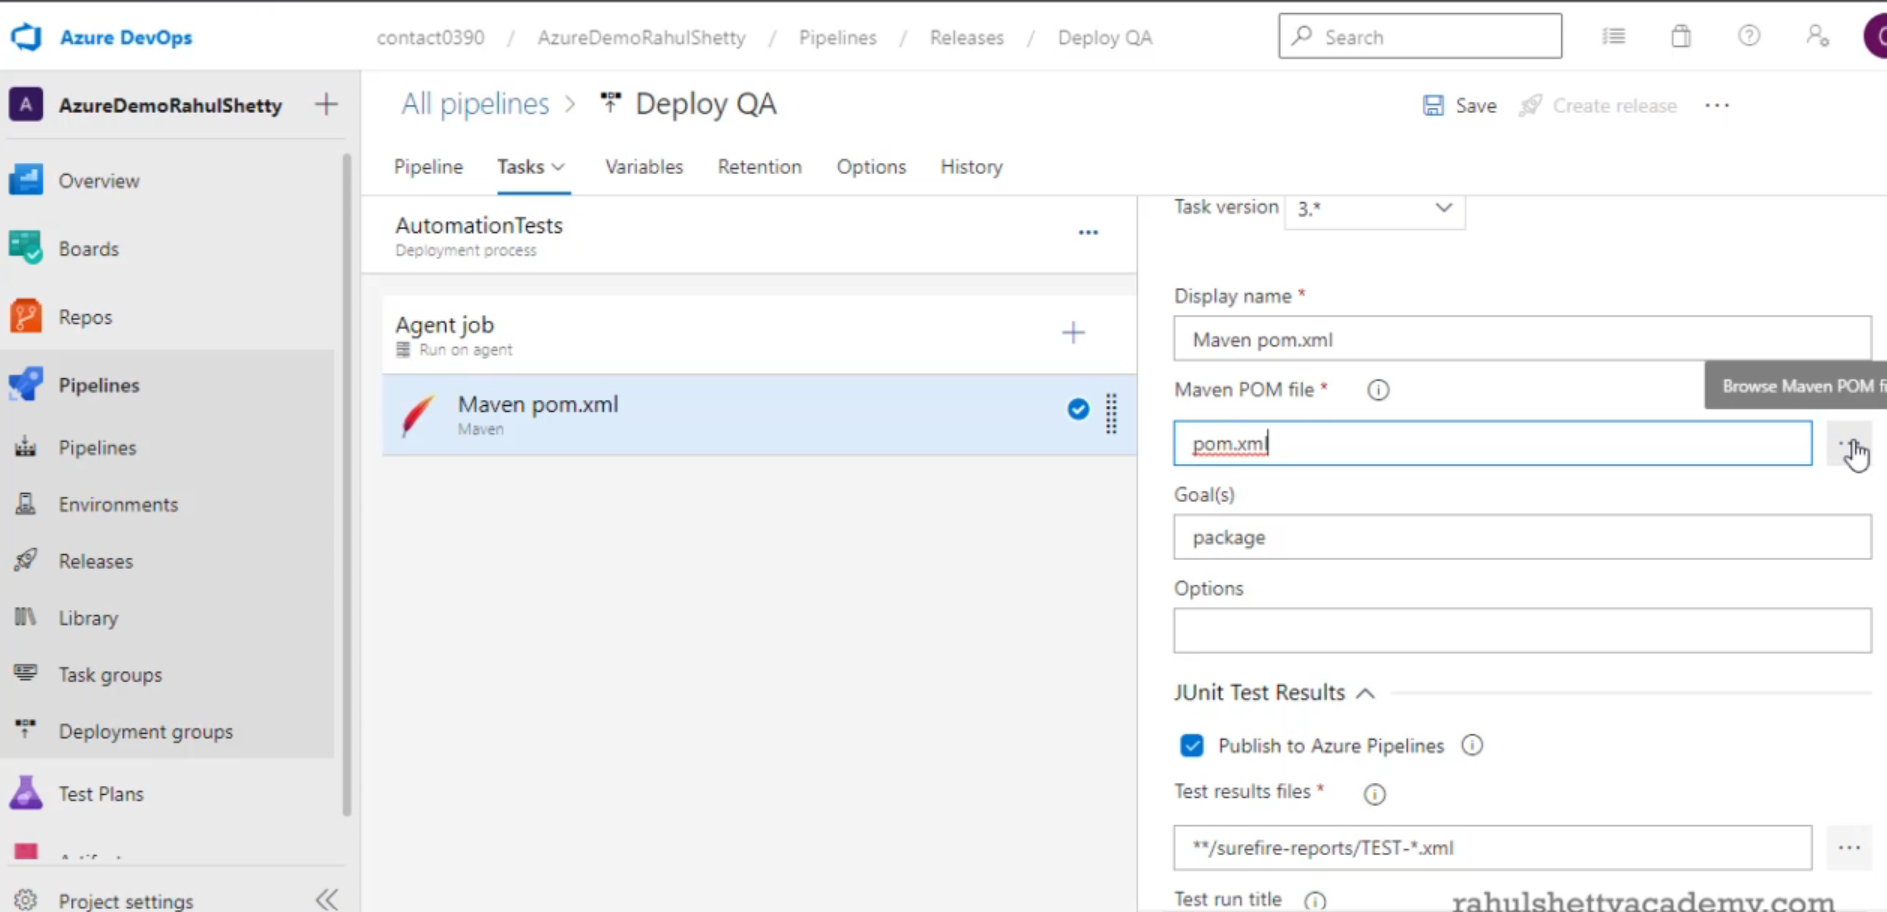 Azure DevOps
contact0390 / AzureDemoRahulShetty / Pipelines / Releases / Deploy QA
Search
A AzureDemoRahulShetty
All pipelines > Deploy QA
Save
Create release
Overview
Boards
Repos
Pipelines
Pipelines
Environments
Releases
Library
Task groups
Deployment groups
Test Plans
Project settings
Pipeline Tasks Variables Retention Options History
AutomationTests
Deployment process
Agent job
Run on agent
Maven pom.xml
Maven
Task version 3.*
Display name *
Maven pom.xml
Maven POM file *
Browse Maven POM
pom.xml
Goal(s)
package
Options
JUnit Test Results
Publish to Azure Pipelines
Test results files *
**/surefire-reports/TEST-*.xml
Test run title
rahulshettyacademy.com